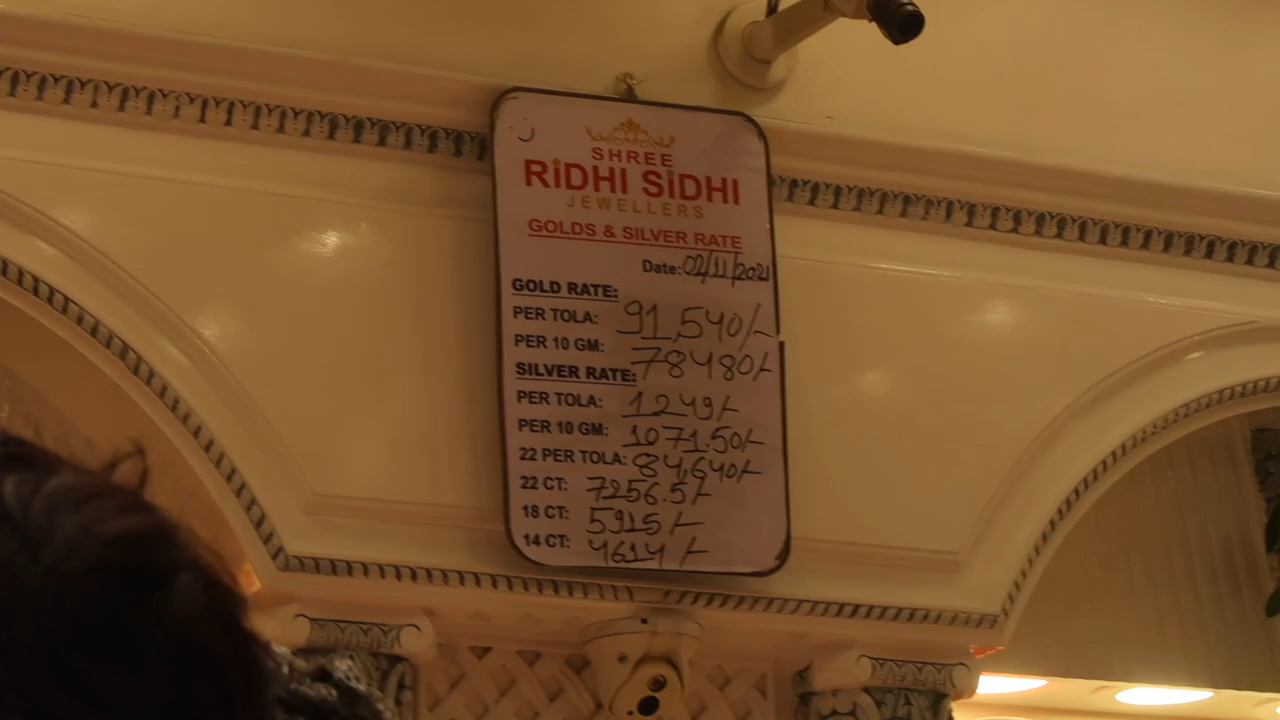 SHREE
RIDHI SIDHI
JEWELLERS
GOLDS & SILVER RATE
Date: 02/11/2021
GOLD RATE:
PER TOLA: 91,540/-
PER 10 GM: 78480/-
SILVER RATE:
PER TOLA: 1249/-
PER 10 GM: 1071.50/-
22 PER TOLA: 84,640/-
22 CT: 7256.5/-
18 CT: 5915/-
14 CT: 4614/-